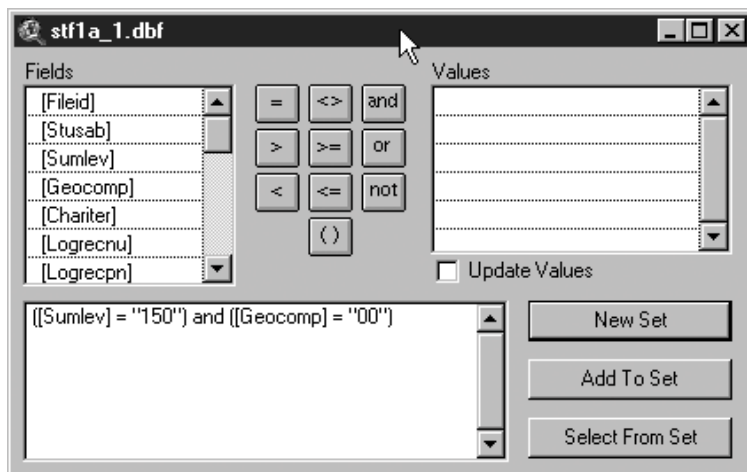 stf1a_1.dbf
Fields
Values
[Fileid]
[Stusab]
[Sumlev]
[Geocomp]
[Chariter]
[Logrecnu]
[Logrecpn]
= <> and
> >= or
< <= not
( )
Update Values
([Sumlev] = "150") and ([Geocomp] = "00")
New Set
Add To Set
Select From Set